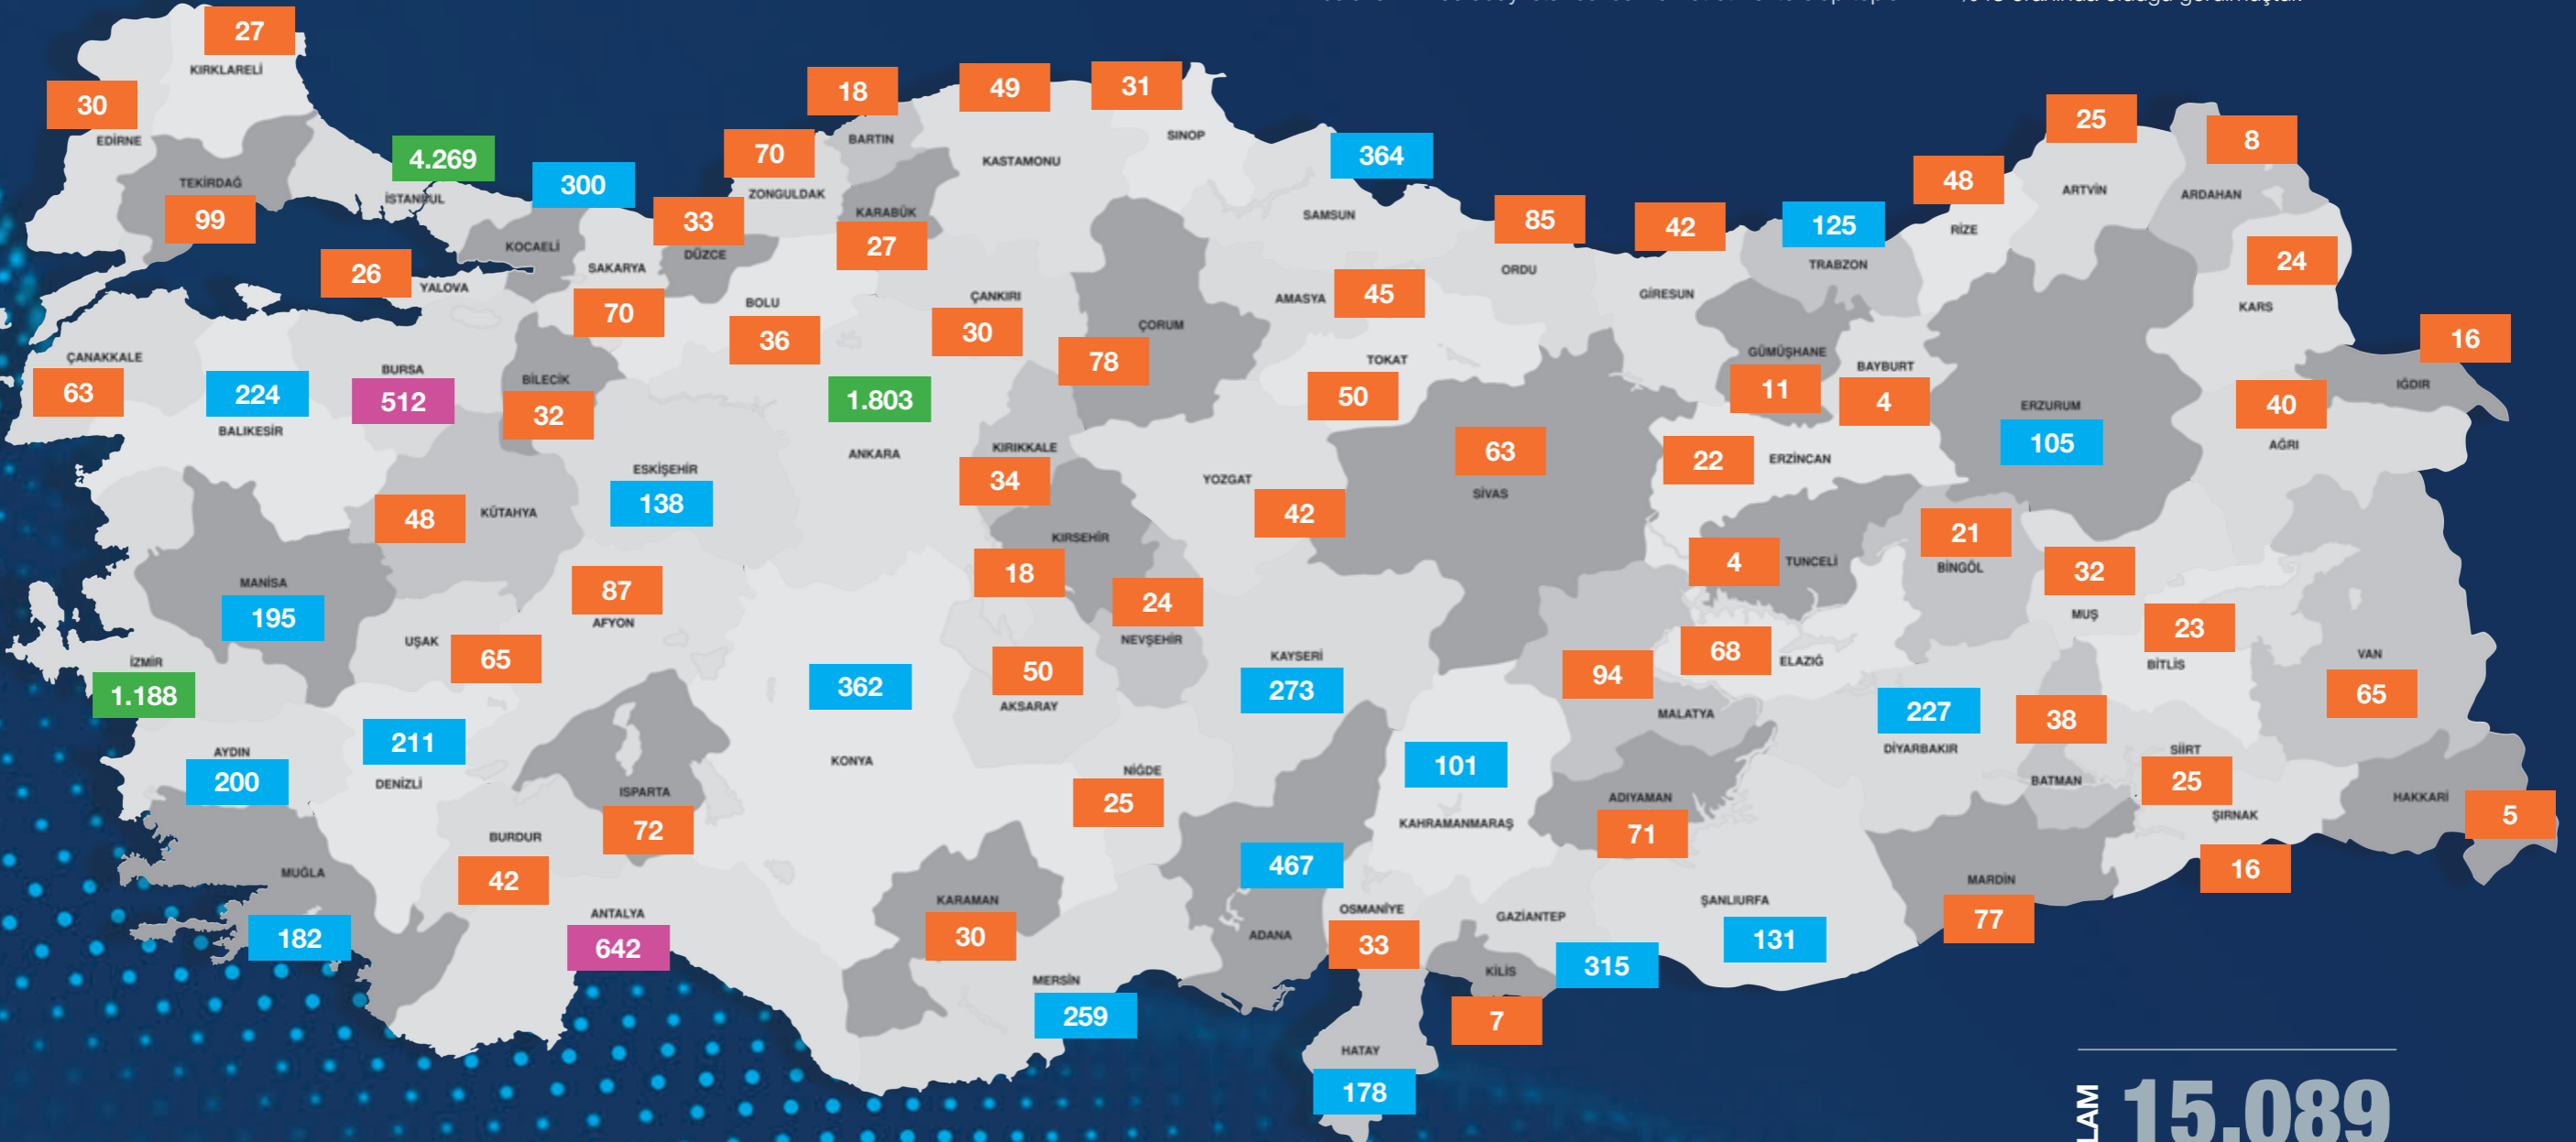 27
KIRKLARELİ
30
EDİRNE
TEKİRDAĞ
99
4.269
İSTANBUL
300
KOCAELİ
26
YALOVA
SAKARYA
70
33
DÜZCE
70
ZONGULDAK
18
BARTIN
KARABÜK
27
49
KASTAMONU
31
SINOP
364
SAMSUN
85
ORDU
42
GİRESUN
125
TRABZON
48
RİZE
25
ARTVİN
8
ARDAHAN
24
KARS
16
IĞDIR
40
AĞRI
ÇANAKKALE
63
224
BALIKESİR
BURSA
512
BİLECİK
32
BOLU
36
ÇANKIRI
30
ÇORUM
78
AMASYA
45
TOKAT
50
GÜMÜŞHANE
11
BAYBURT
4
ERZURUM
105
1.803
ANKARA
ESKİŞEHİR
138
48
KÜTAHYA
KIRIKKALE
34
YOZGAT
42
63
SİVAS
22
ERZİNCAN
4
TUNCELİ
21
BİNGÖL
32
MUŞ
23
BİTLİS
VAN
65
MANİSA
195
87
AFYON
UŞAK
65
KIRSEHİR
18
24
NEVŞEHİR
50
AKSARAY
KAYSERİ
273
94
MALATYA
68
ELAZIĞ
227
DİYARBAKIR
38
BATMAN
SİİRT
25
ŞIRNAK
16
HAKKARİ
5
İZMİR
1.188
AYDIN
200
211
DENİZLİ
ISPARTA
72
BURDUR
42
362
KONYA
NİĞDE
25
101
KAHRAMANMARAŞ
ADIYAMAN
71
MARDİN
77
MUĞLA
182
ANTALYA
642
KARAMAN
30
MERSİN
259
467
ADANA
OSMANİYE
33
GAZİANTEP
315
ŞANLIURFA
131
KİLİS
7
HATAY
178
15.089